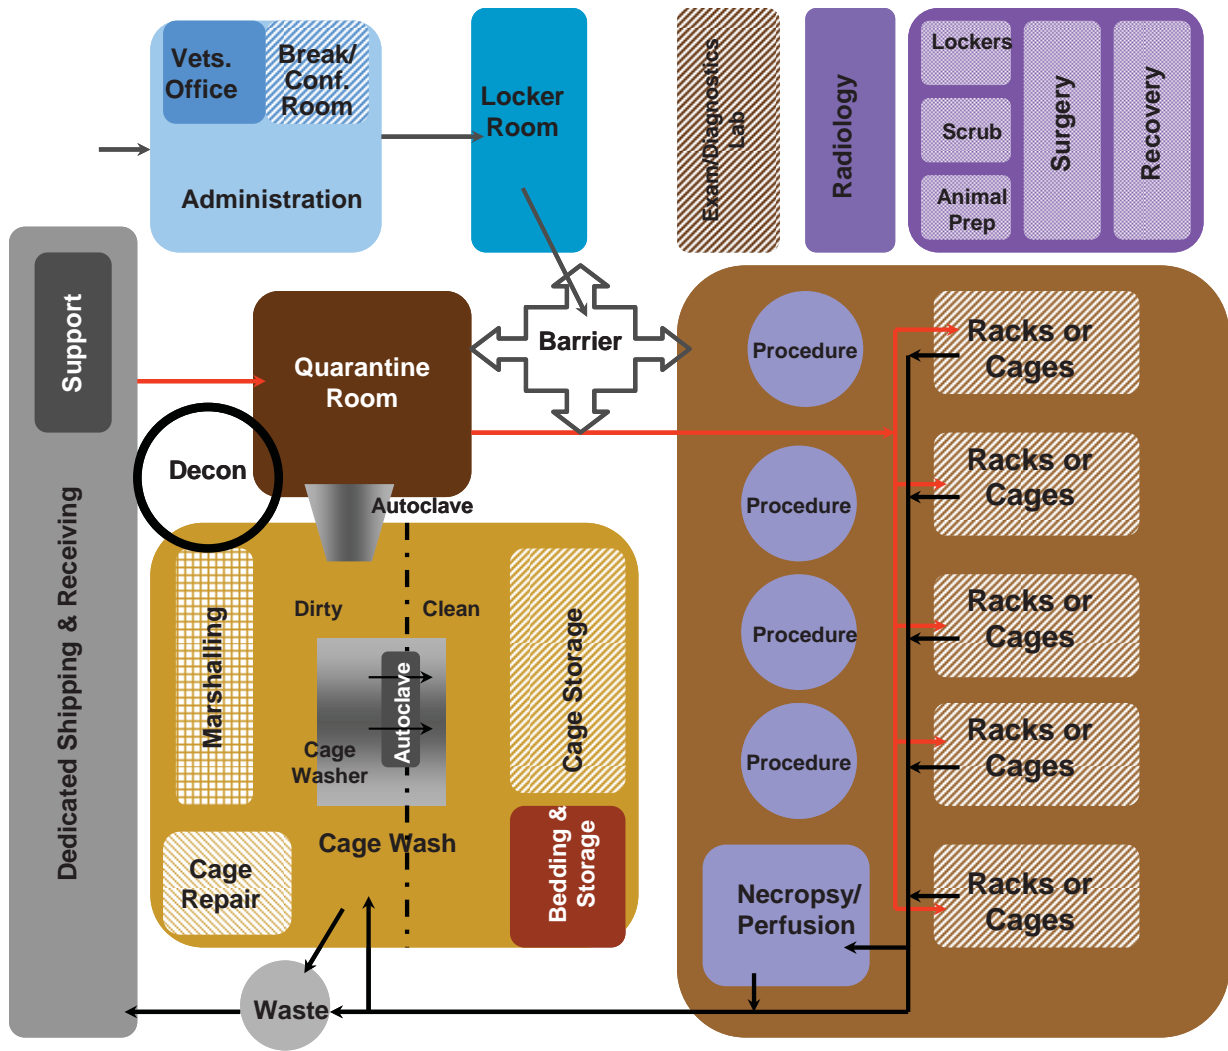 Vets.
Office
Break/
Conf.
Room
Administration
Locker
Room
Exam/Diagnostics
Lab
Radiology
Lockers
Scrub
Animal
Prep
Surgery
Recovery
Support
Dedicated Shipping & Receiving
Quarantine
Room
Barrier
Decon
Autoclave
Marshalling
Dirty
Clean
Autoclave
Cage
Washer
Cage Storage
Cage Wash
Cage
Repair
Bedding &
Storage
Waste
Procedure
Procedure
Procedure
Procedure
Necropsy/
Perfusion
Racks or
Cages
Racks or
Cages
Racks or
Cages
Racks or
Cages
Racks or
Cages